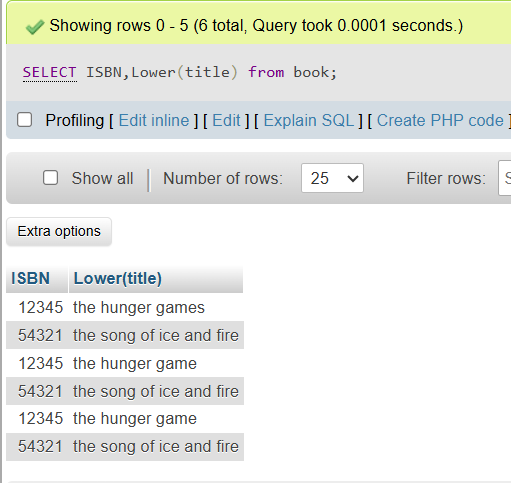 Showing rows 0 - 5 (6 total, Query took 0.0001 seconds.)
SELECT ISBN,Lower(title) from book;
Profiling [ Edit inline ] [ Edit ] [ Explain SQL ] [ Create PHP code ]
Show all Number of rows: 25 Filter rows: S
Extra options
ISBN Lower(title)
12345 the hunger games
54321 the song of ice and fire
12345 the hunger game
54321 the song of ice and fire
12345 the hunger game
54321 the song of ice and fire